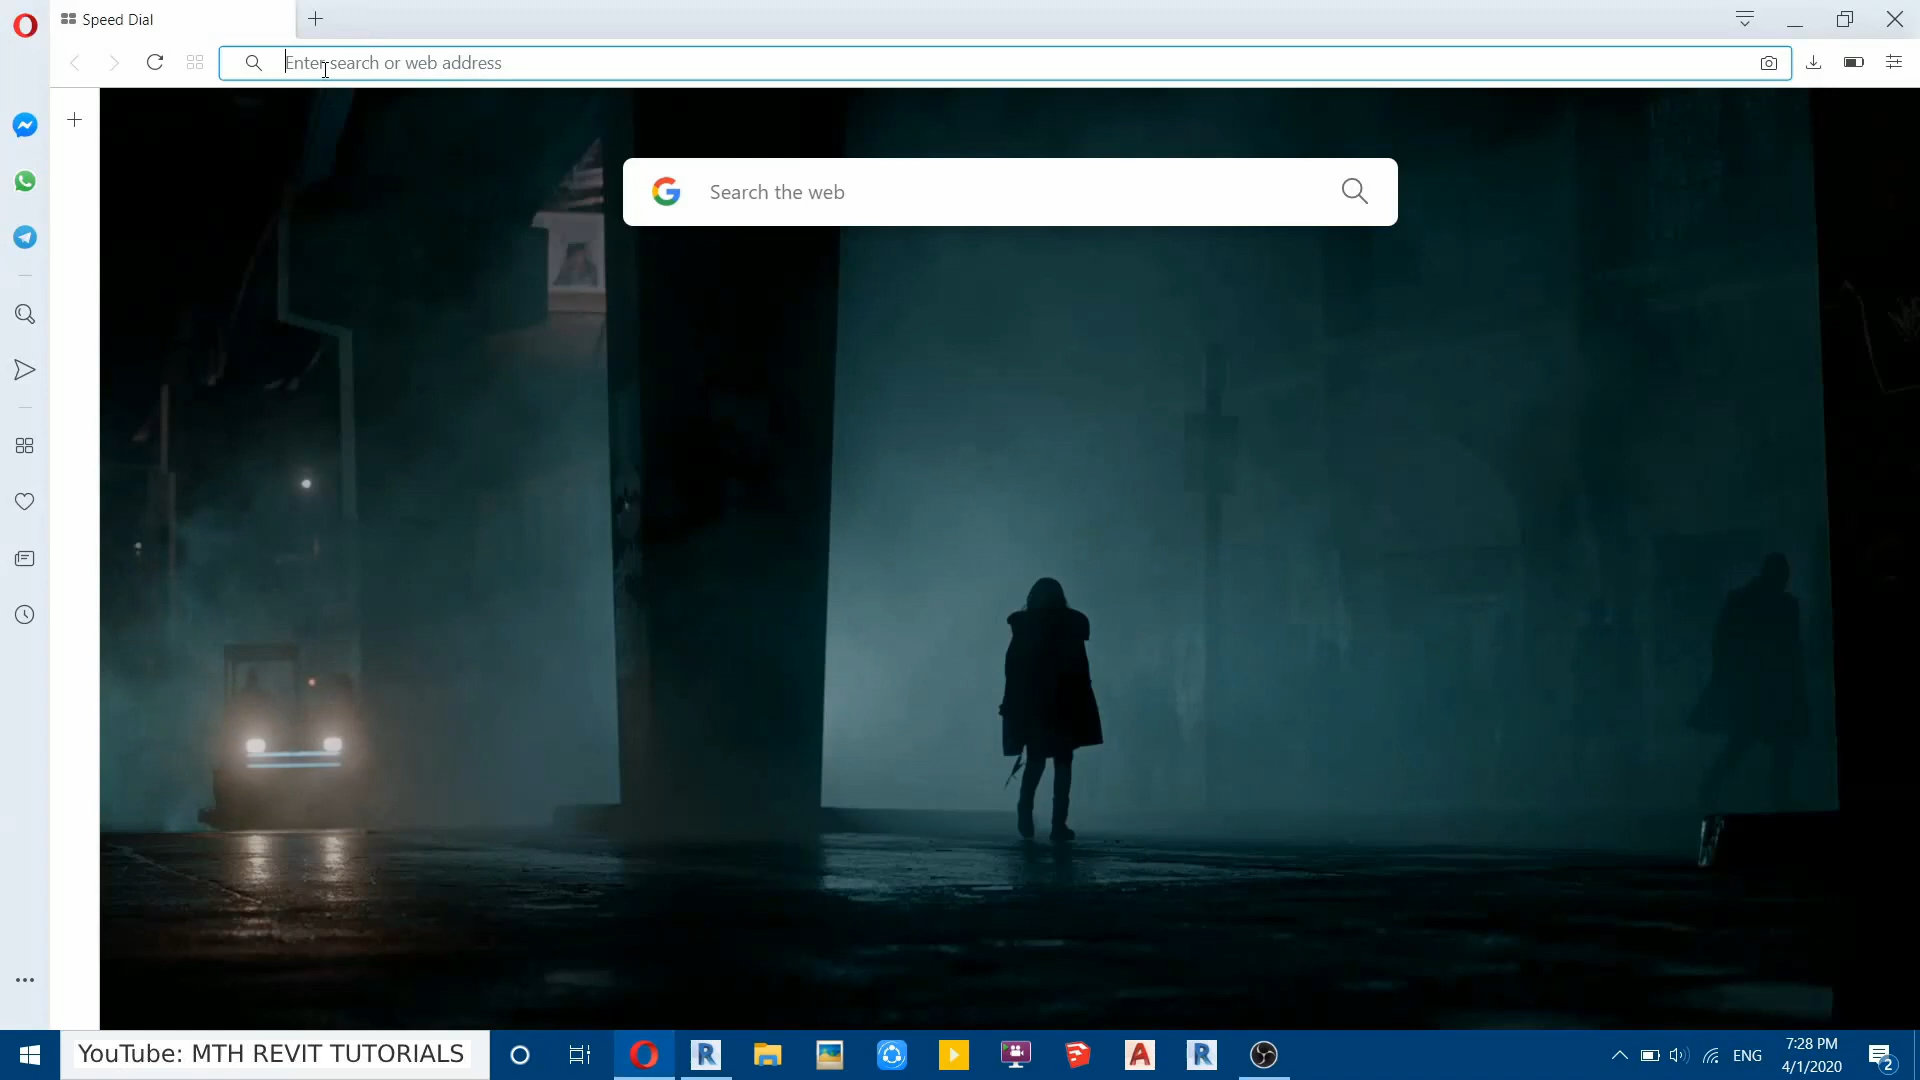 Speed Dial
Enter search or web address
Search the web
YouTube: MTH REVIT TUTORIALS
ENG
7:28 PM
4/1/2020
2